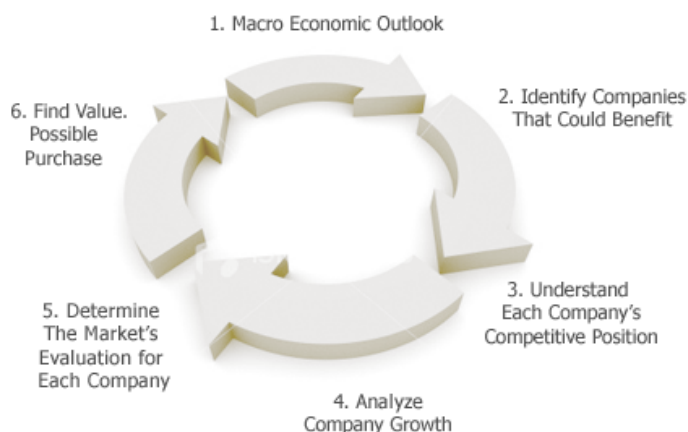 1. Macro Economic Outlook
2. Identify Companies
That Could Benefit
3. Understand
Each Company's
Competitive Position
4. Analyze
Company Growth
5. Determine
The Market's
Evaluation for
Each Company
6. Find Value.
Possible
Purchase